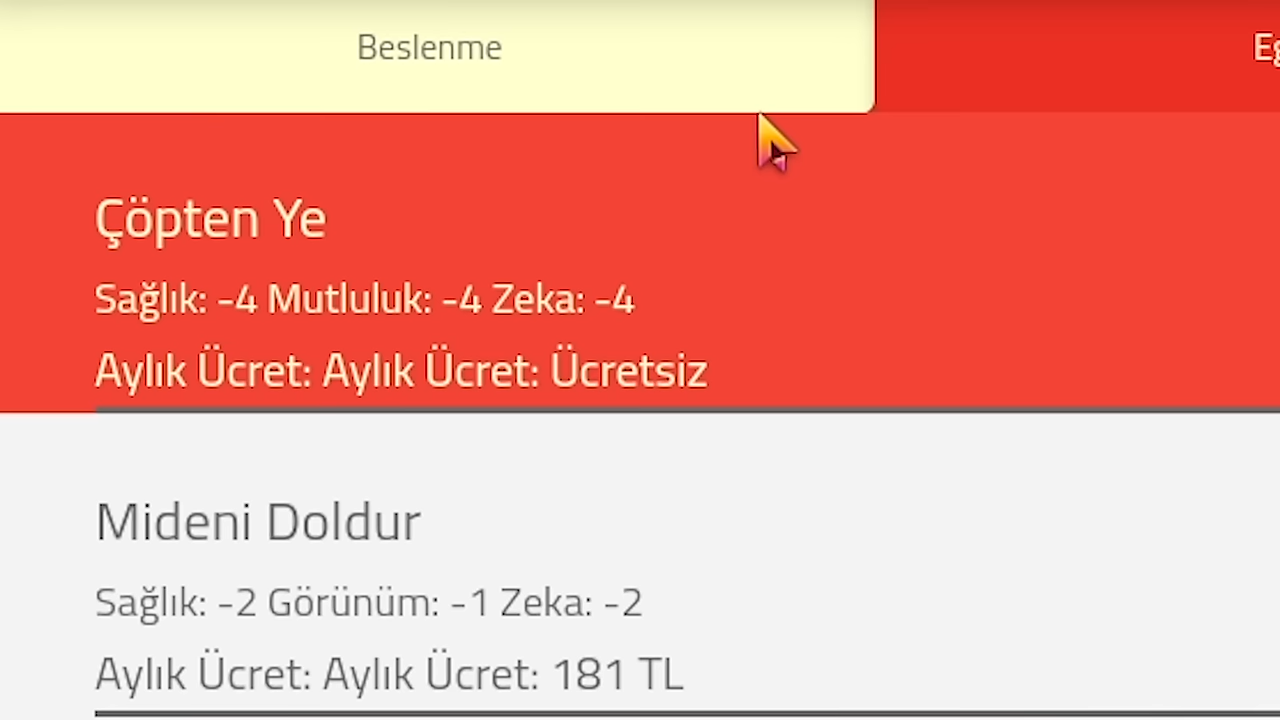 Beslenme
Çöpten Ye
Sağlık: -4 Mutluluk: -4 Zeka: -4
Aylık Ücret: Aylık Ücret: Ücretsiz
Mideni Doldur
Sağlık: -2 Görünüm: -1 Zeka: -2
Aylık Ücret: Aylık Ücret: 181 TL